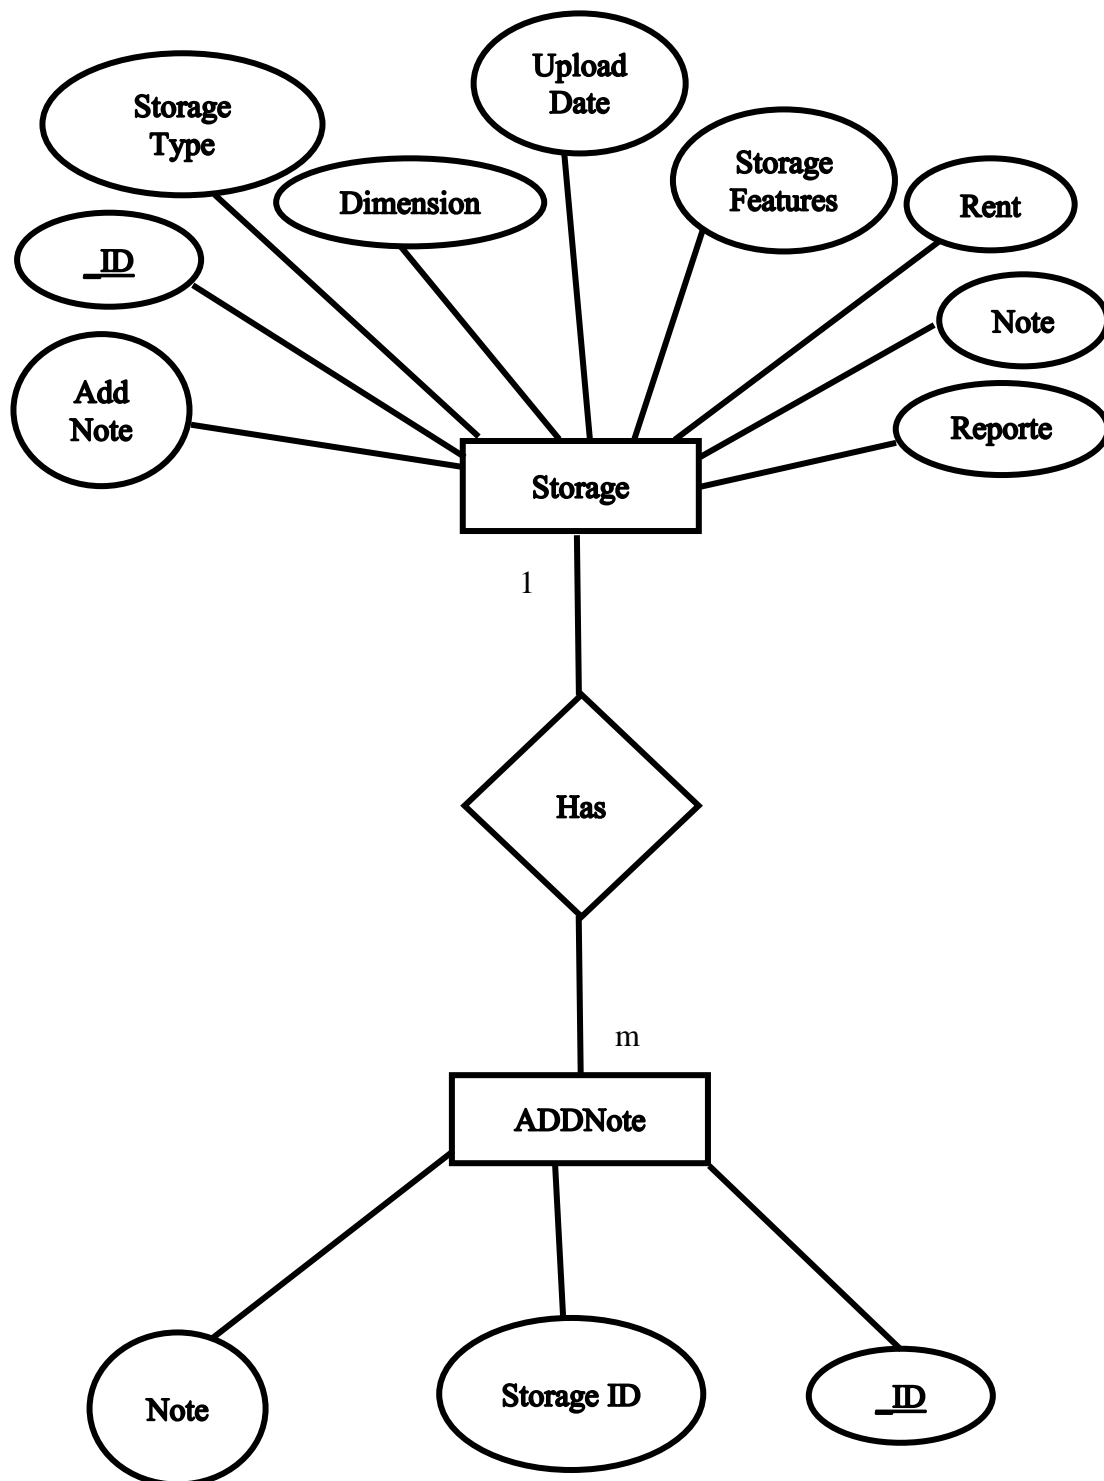 Upload
Date
Storage
Type
Storage
Features
Dimension
Rent
_ID
Note
Add
Note
Reporte
Storage
1
Has
m
ADDNote
Note
Storage ID
_ID